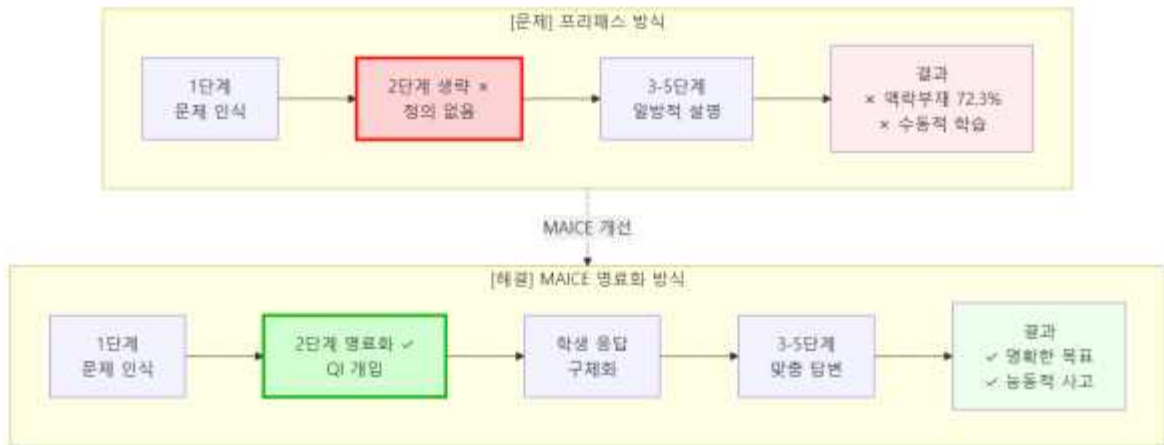 [문제] 프리패스 방식
1단계
문제 인식
2단계 생략 ×
정의 없음
3-5단계
일방적 설명
결과
× 맥락부재 72.3%
× 수동적 학습
MAICE 개선
[해결] MAICE 명료화 방식
1단계
문제 인식
2단계 명료화 ✓
QI 개입
학생 응답
구체화
3-5단계
맞춤 답변
결과
✓ 명확한 목표
✓ 능동적 사고